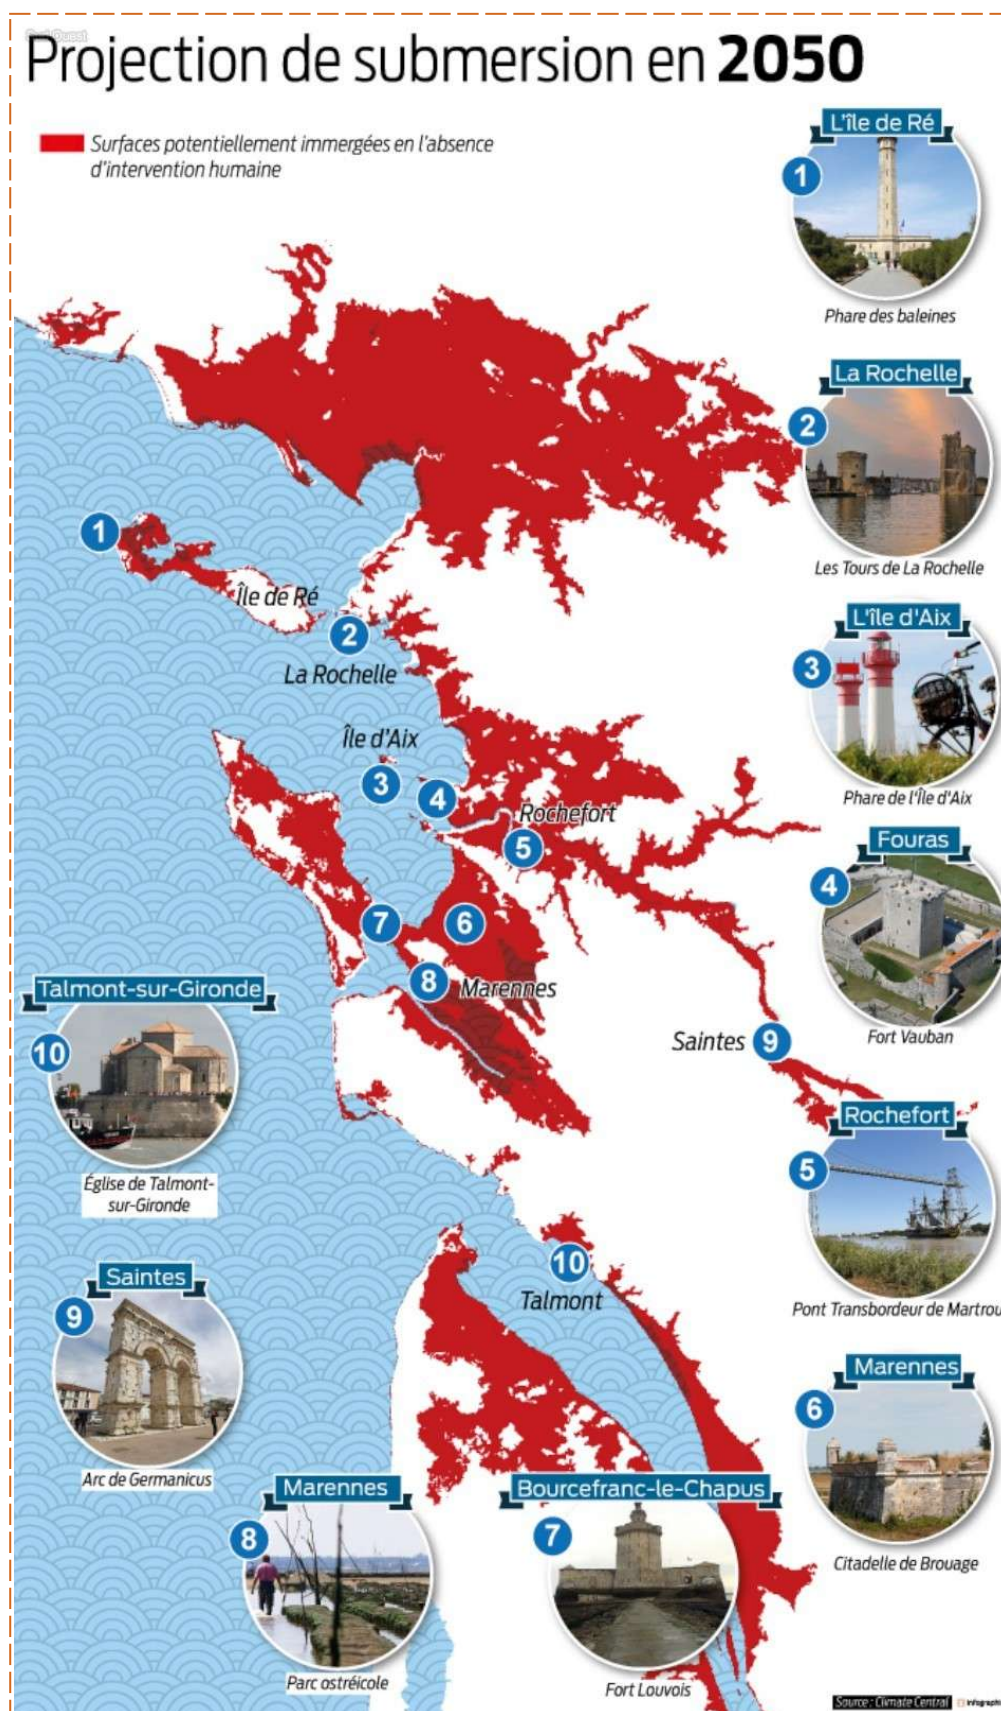 Sud Ouest
Projection de submersion en 2050
Surfaces potentiellement immergées en l'absence
d'intervention humaine
L'île de Ré
1
Phare des baleines
La Rochelle
2
Les Tours de La Rochelle
L'île d'Aix
3
Phare de l'Île d'Aix
Fouras
4
Fort Vauban
Rochefort
5
Pont Transbordeur de Martrou
Marennes
6
Citadelle de Brouage
1
Île de Ré
2
La Rochelle
Île d'Aix
3
4
Rochefort
5
7
6
8
Marennes
Saintes
9
10
Talmont
Talmont-sur-Gironde
10
Église de Talmont-
sur-Gironde
Saintes
9
Arc de Germanicus
Marennes
8
Parc ostréicole
Bourcefranc-le-Chapus
7
Fort Louvois
Source : Climate Central